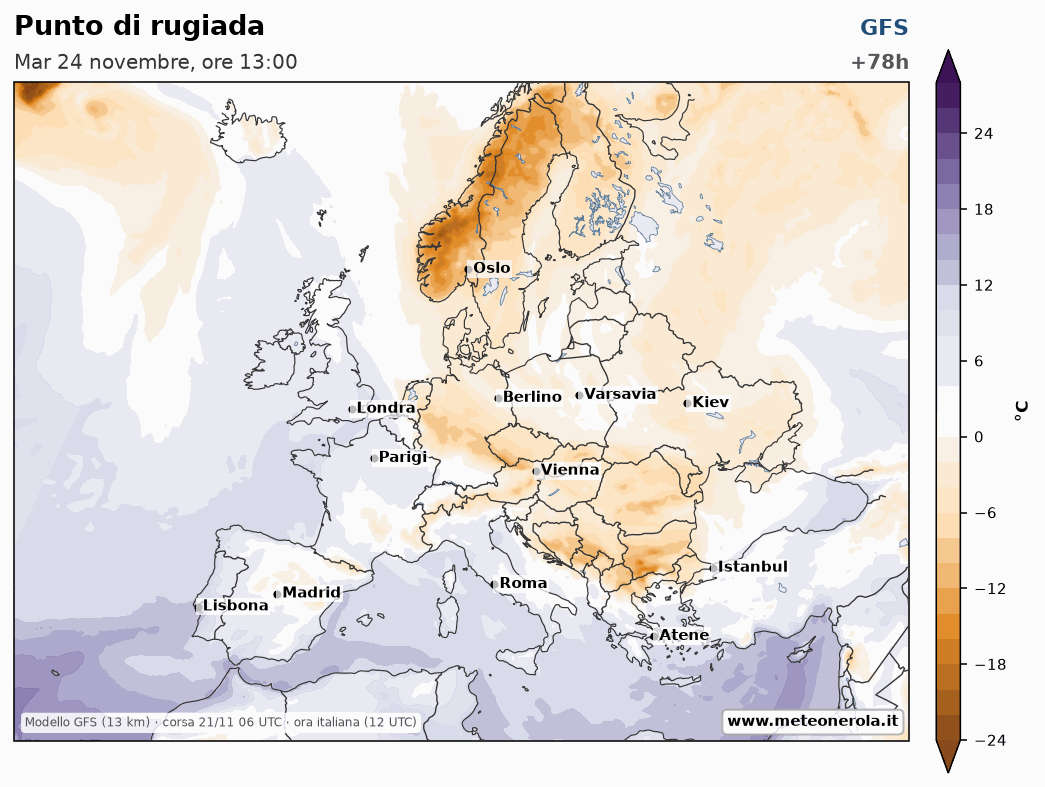 Punto di rugiada
GFS
Mar 24 novembre, ore 13:00
+78h
24
18
12
6
0
−6
−12
−18
−24
°C
Oslo
Berlino
Varsavia
Kiev
Londra
Parigi
Vienna
Istanbul
Roma
Madrid
Lisbona
Atene
Modello GFS (13 km) · corsa 21/11 06 UTC · ora italiana (12 UTC)
www.meteonerola.it